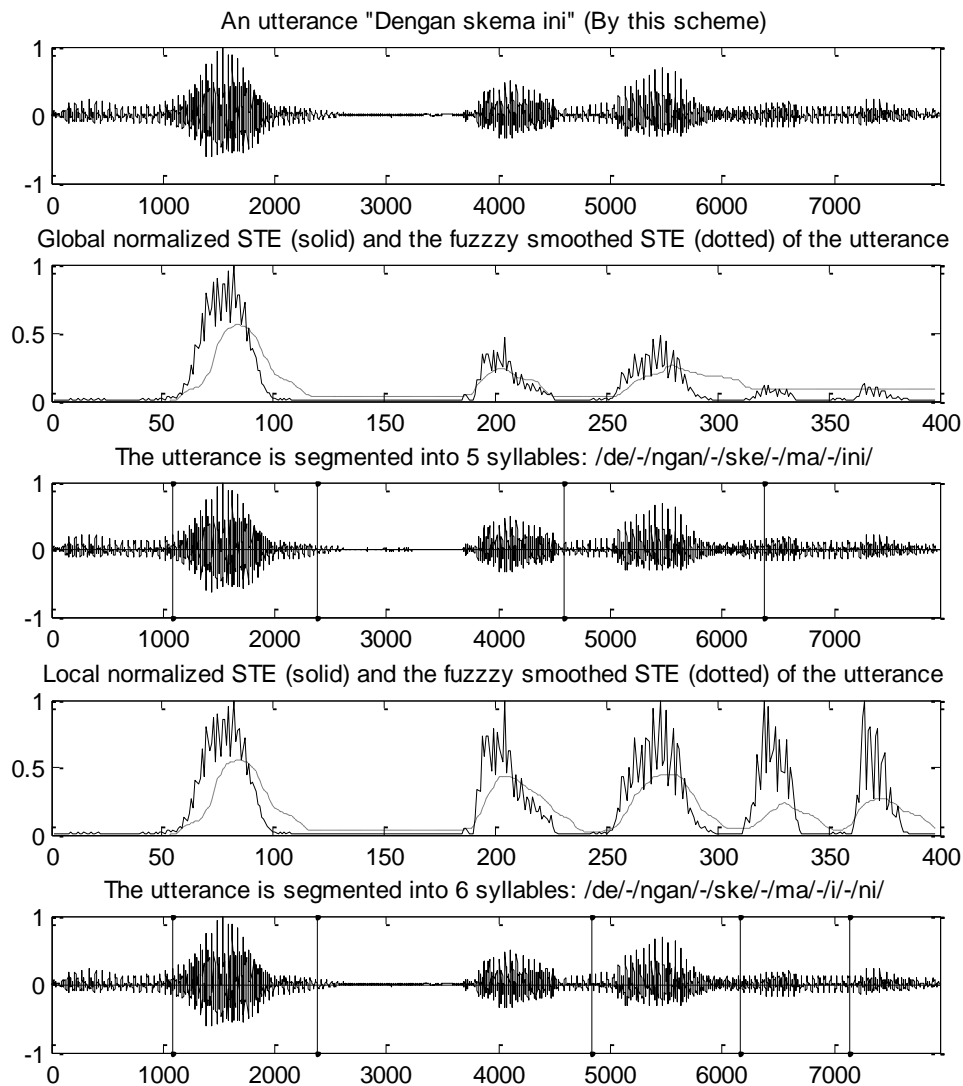 An utterance "Dengan skema ini" (By this scheme)
1
0
-1
0 1000 2000 3000 4000 5000 6000 7000
Global normalized STE (solid) and the fuzzzy smoothed STE (dotted) of the utterance
1
0.5
0
0 50 100 150 200 250 300 350 400
The utterance is segmented into 5 syllables: /de/-/ngan/-/ske/-/ma/-/ini/
1
0
-1
0 1000 2000 3000 4000 5000 6000 7000
Local normalized STE (solid) and the fuzzzy smoothed STE (dotted) of the utterance
1
0.5
0
0 50 100 150 200 250 300 350 400
The utterance is segmented into 6 syllables: /de/-/ngan/-/ske/-/ma/-/i/-/ni/
1
0
-1
0 1000 2000 3000 4000 5000 6000 7000